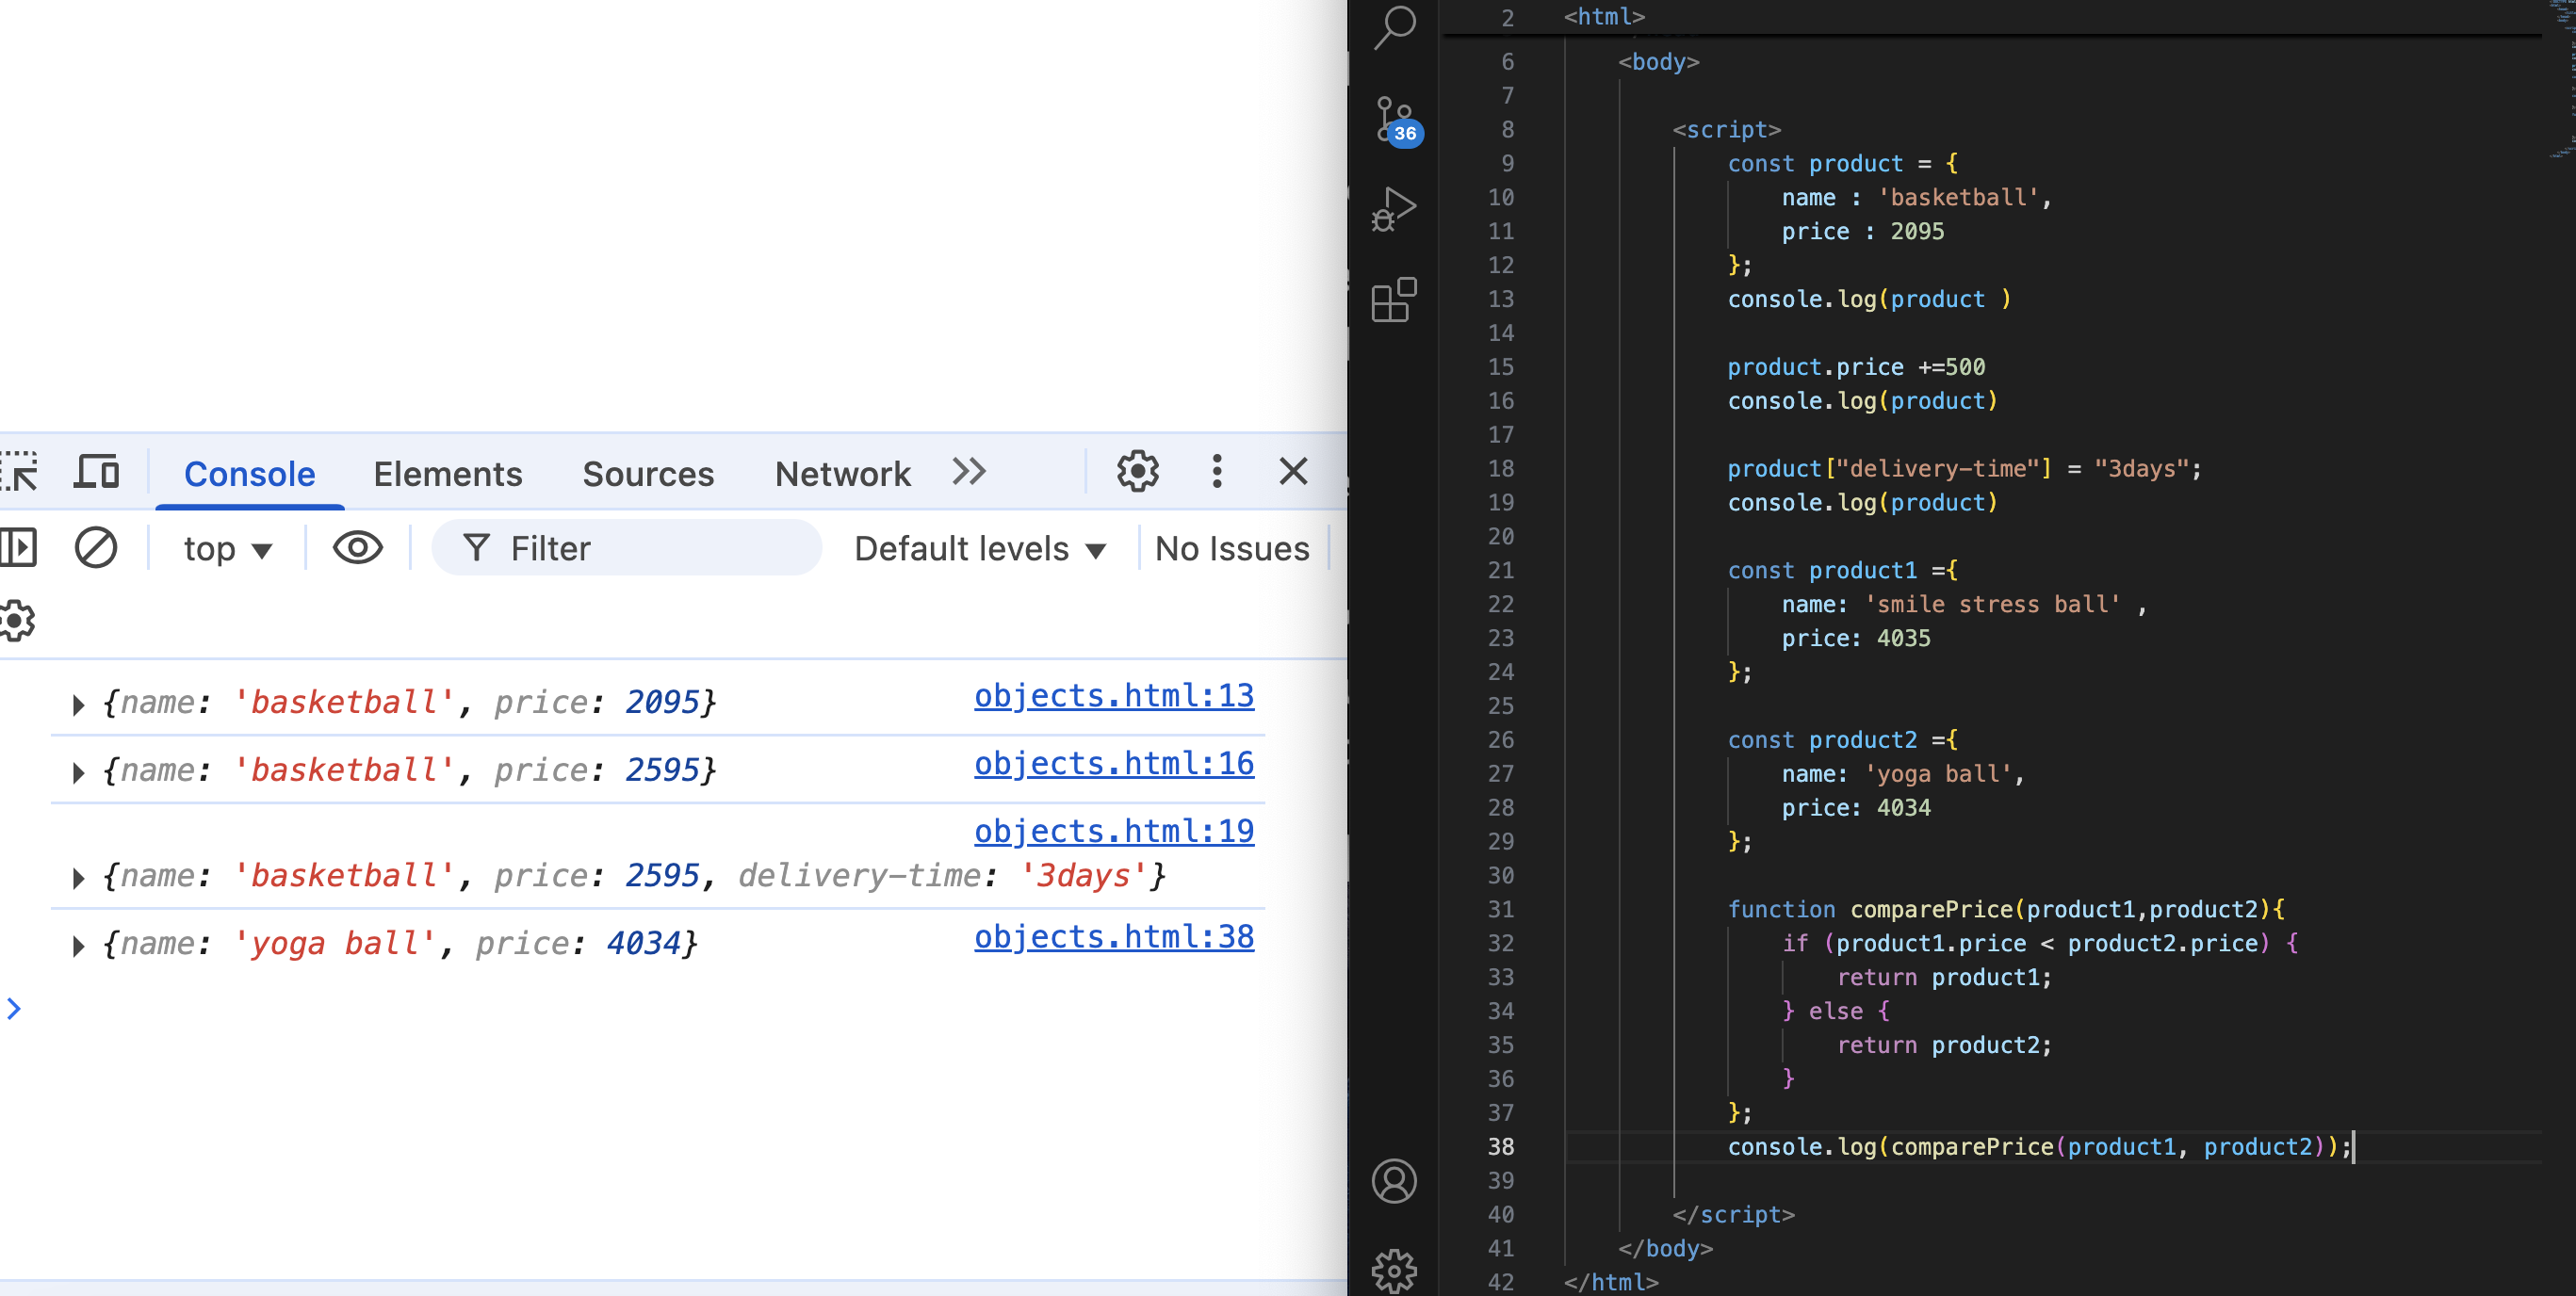 Console Elements Sources Network
top Filter Default levels No Issues
{name: 'basketball', price: 2095} objects.html:13
{name: 'basketball', price: 2595} objects.html:16
objects.html:19
{name: 'basketball', price: 2595, delivery-time: '3days'}
{name: 'yoga ball', price: 4034} objects.html:38
36
2 <html>
6 <body>
7
8 <script>
9 const product = {
10 name : 'basketball',
11 price : 2095
12 };
13 console.log(product )
14
15 product.price +=500
16 console.log(product)
17
18 product["delivery-time"] = "3days";
19 console.log(product)
20
21 const product1 ={
22 name: 'smile stress ball' ,
23 price: 4035
24 };
25
26 const product2 ={
27 name: 'yoga ball',
28 price: 4034
29 };
30
31 function comparePrice(product1,product2){
32 if (product1.price < product2.price) {
33 return product1;
34 } else {
35 return product2;
36 }
37 };
38 console.log(comparePrice(product1, product2));
39
40 </script>
41 </body>
42 </html>